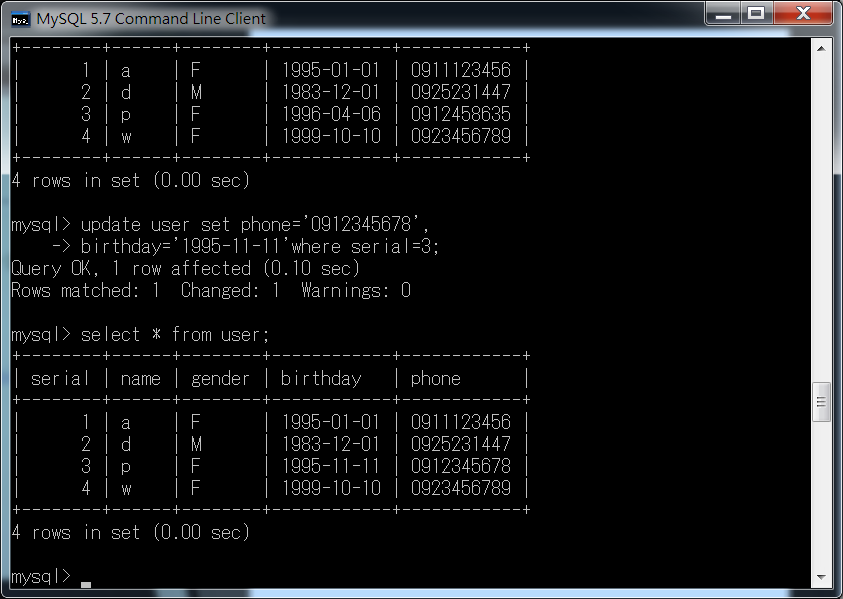 MySQL 5.7 Command Line Client
+--------+------+--------+------------+------------+
|      1 | a    | F      | 1995-01-01 | 0911123456 |
|      2 | d    | M      | 1983-12-01 | 0925231447 |
|      3 | p    | F      | 1996-04-06 | 0912458635 |
|      4 | w    | F      | 1999-10-10 | 0923456789 |
+--------+------+--------+------------+------------+
4 rows in set (0.00 sec)
mysql> update user set phone='0912345678',
    -> birthday='1995-11-11'where serial=3;
Query OK, 1 row affected (0.10 sec)
Rows matched: 1  Changed: 1  Warnings: 0
mysql> select * from user;
+--------+------+--------+------------+------------+
| serial | name | gender | birthday   | phone      |
+--------+------+--------+------------+------------+
|      1 | a    | F      | 1995-01-01 | 0911123456 |
|      2 | d    | M      | 1983-12-01 | 0925231447 |
|      3 | p    | F      | 1995-11-11 | 0912345678 |
|      4 | w    | F      | 1999-10-10 | 0923456789 |
+--------+------+--------+------------+------------+
4 rows in set (0.00 sec)
mysql> _